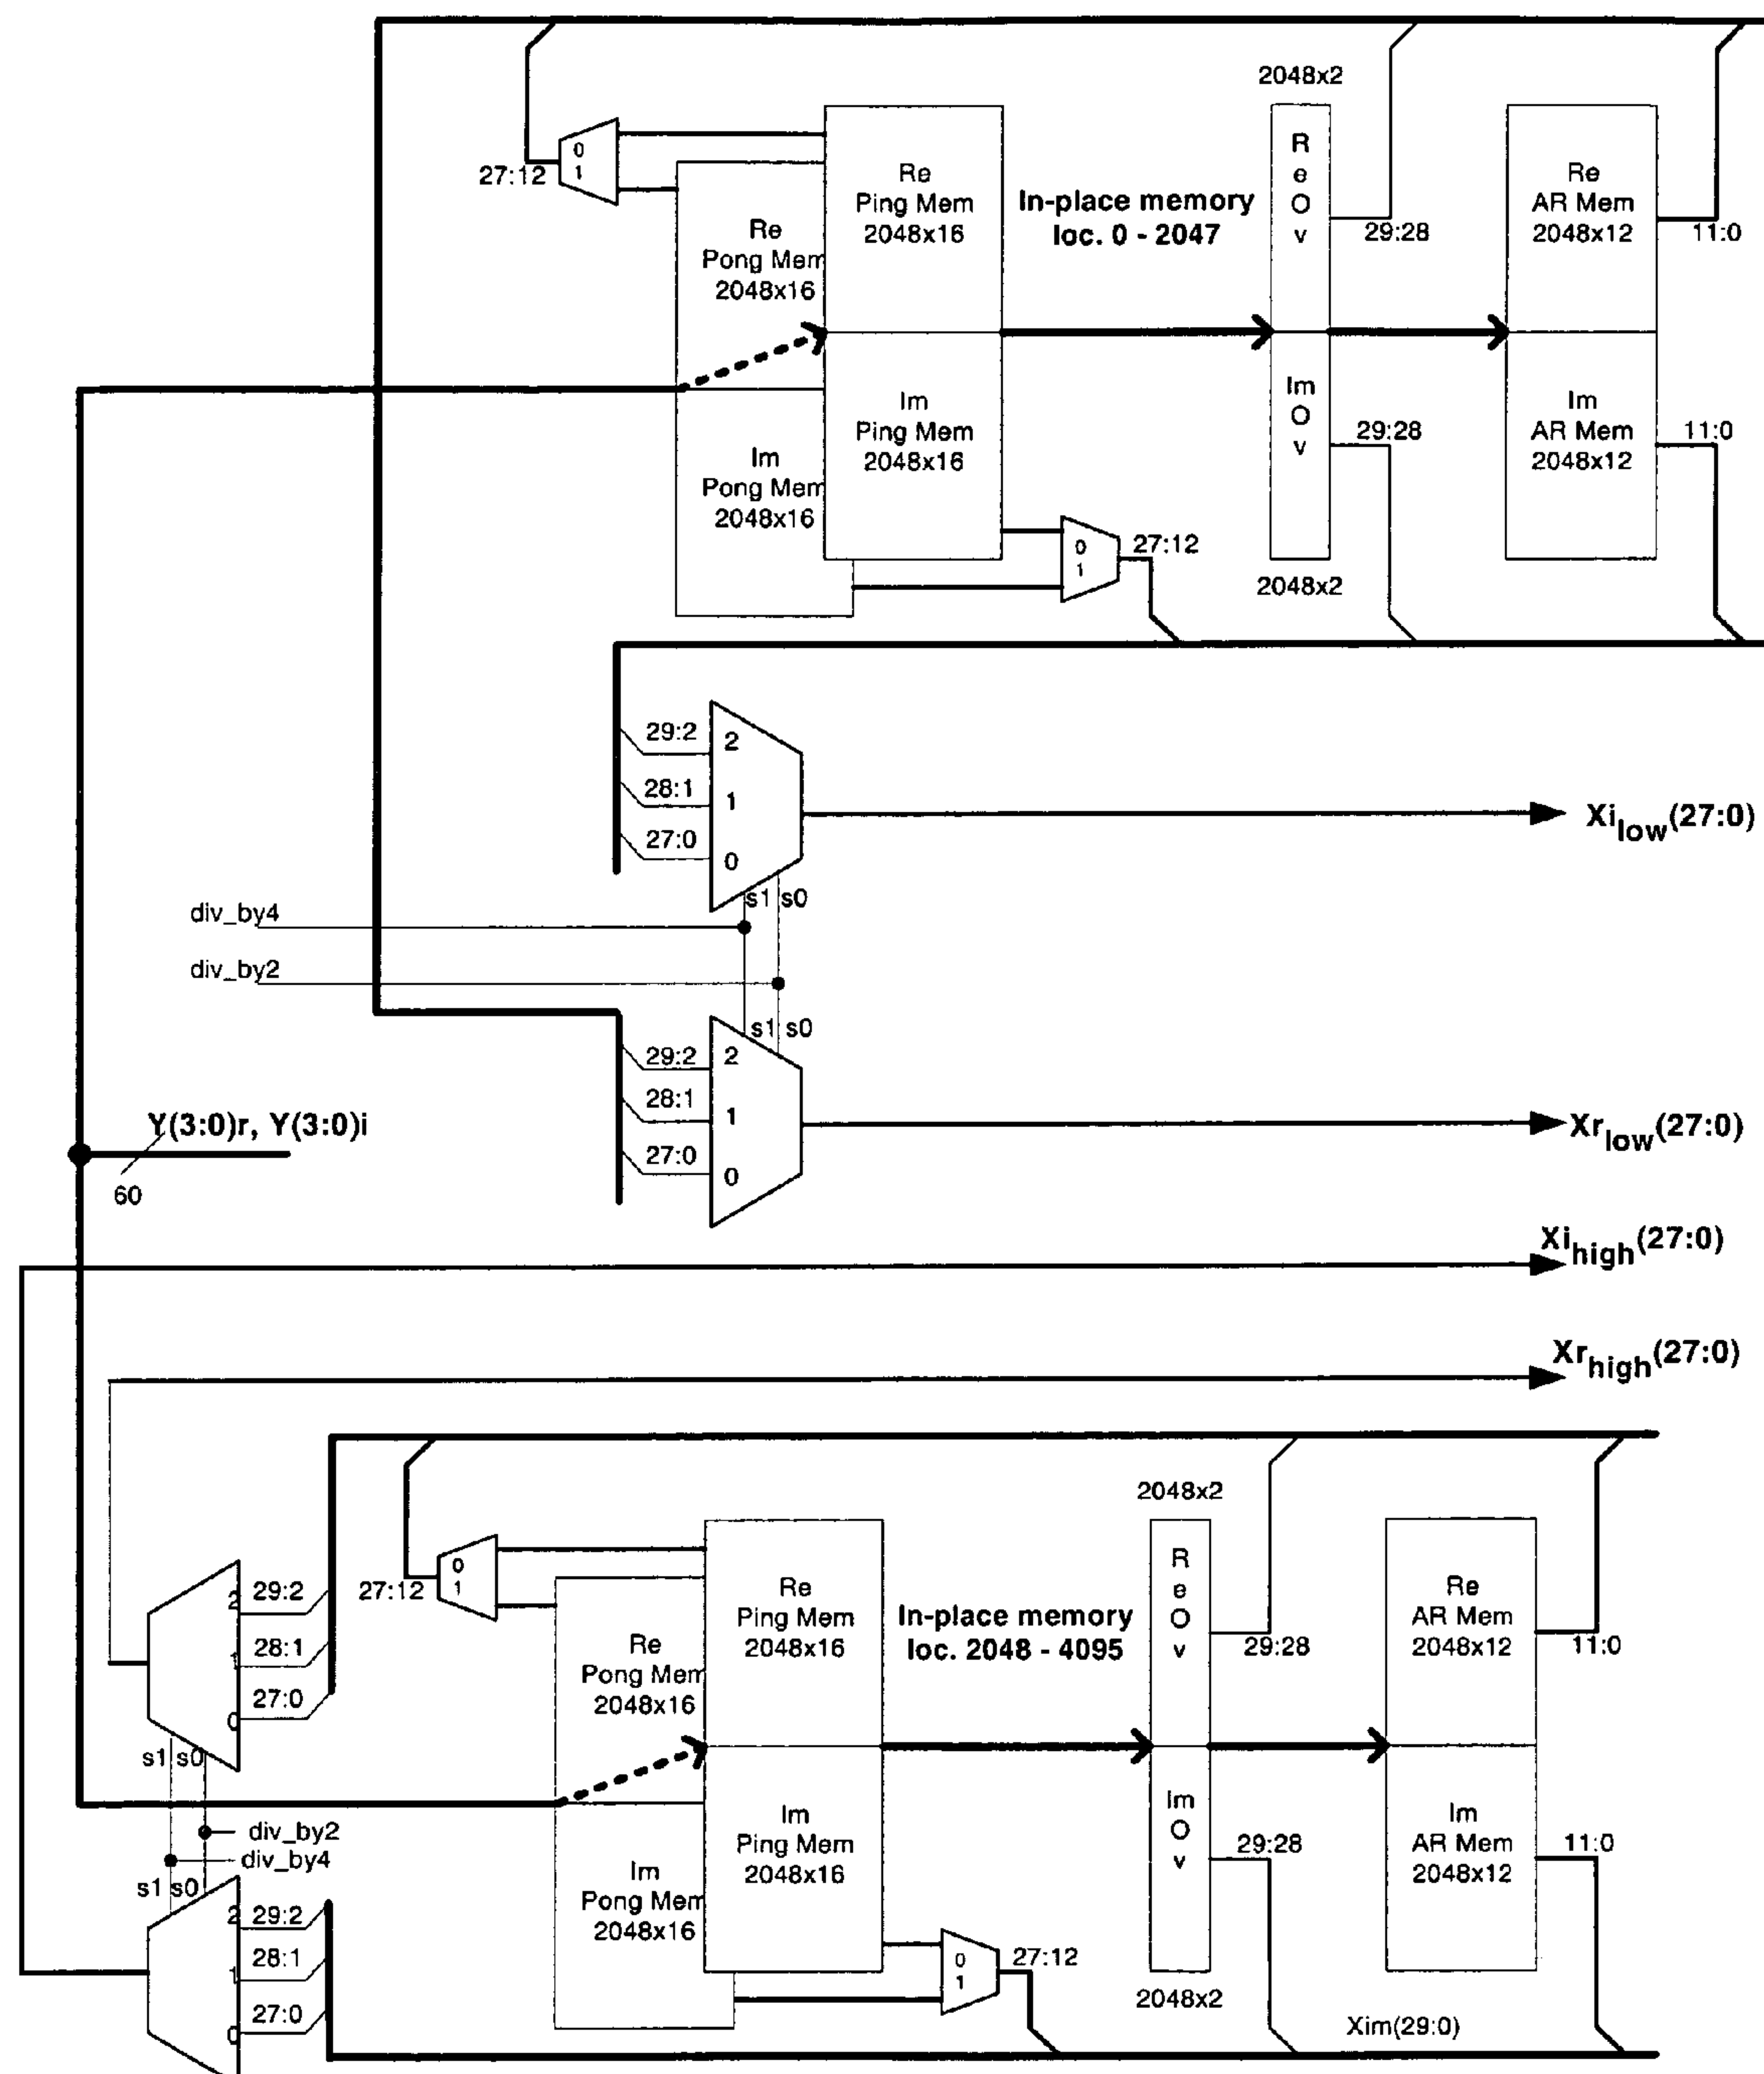 2048x2
0
1
27:12
Re
Ping Mem
2048x16
Re
Pong Mem
2048x16
In-place memory
loc. 0 - 2047
R
e
O
v
29:28
Re
AR Mem
2048x12
11:0
Im
Ping Mem
2048x16
Im
Pong Mem
2048x16
Im
O
v
29:28
Im
AR Mem
2048x12
11:0
0
1
27:12
2048x2
29:2
2
28:1
1
27:0
0
Xi low (27:0)
s1 s0
div_by4
div_by2
s1 s0
29:2
2
28:1
1
27:0
0
Xr low (27:0)
Y(3:0)r, Y(3:0)i
60
Xi high (27:0)
Xr high (27:0)
2048x2
0
1
27:12
2 29:2
1 28:1
0 27:0
Re
Ping Mem
2048x16
Re
Pong Mem
2048x16
In-place memory
loc. 2048 - 4095
R
e
O
v
29:28
Re
AR Mem
2048x12
11:0
s1 s0
div_by2
div_by4
s1 s0
2 29:2
1 28:1
0 27:0
Im
Ping Mem
2048x16
Im
Pong Mem
2048x16
Im
O
v
29:28
Im
AR Mem
2048x12
11:0
0
1
27:12
2048x2
Xim(29:0)